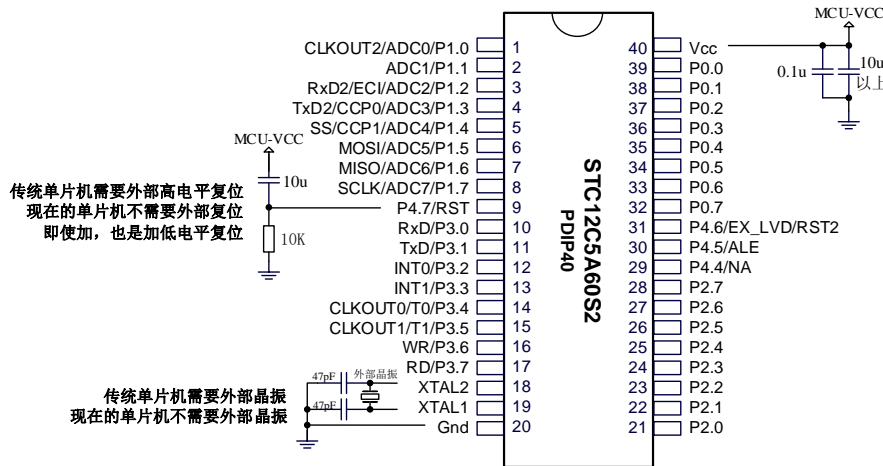 MCU-VCC
CLKOUT2/ADC0/P1.0 1 40 Vcc
ADC1/P1.1 2 39 P0.0
0.1u 10u
以上
RxD2/ECI/ADC2/P1.2 3 38 P0.1
TxD2/CCP0/ADC3/P1.3 4 37 P0.2
SS/CCP1/ADC4/P1.4 5 36 P0.3
MCU-VCC
MOSI/ADC5/P1.5 6 35 P0.4
MISO/ADC6/P1.6 7 34 P0.5
10u
SCLK/ADC7/P1.7 8 33 P0.6
传统单片机需要外部高电平复位
现在的单片机不需要外部复位
即使加，也是加低电平复位
P4.7/RST 9 32 P0.7
10K
RxD/P3.0 10 31 P4.6/EX_LVD/RST2
TxD/P3.1 11 30 P4.5/ALE
INT0/P3.2 12 29 P4.4/NA
INT1/P3.3 13 28 P2.7
CLKOUT0/T0/P3.4 14 27 P2.6
CLKOUT1/T1/P3.5 15 26 P2.5
WR/P3.6 16 25 P2.4
RD/P3.7 17 24 P2.3
47pF 外部晶振
XTAL2 18 23 P2.2
传统单片机需要外部晶振
现在的单片机不需要外部晶振
47pF
XTAL1 19 22 P2.1
Gnd 20 21 P2.0
STC12C5A60S2
PDIP40